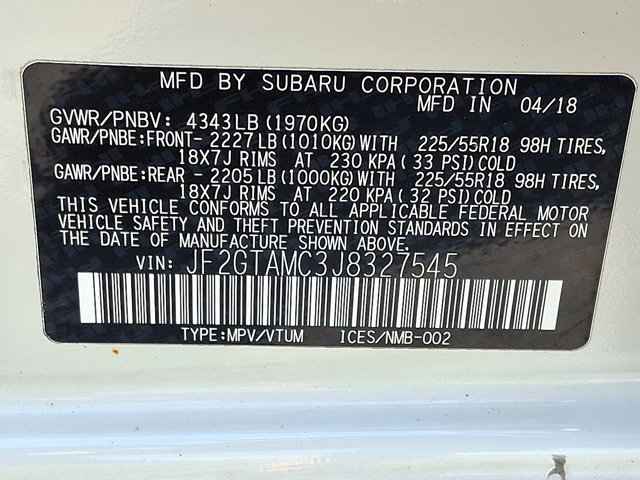 MFD BY SUBARU CORPORATION
MFD IN 04/18
GVWR/PNBV: 4343LB (1970KG)
GAWR/PNBE:FRONT- 2227LB (1010KG) WITH 225/55R18 98H TIRES,
18X7J RIMS AT 230 KPA( 33 PSI)COLD
GAWR/PNBE:REAR - 2205LB (1000KG) WITH 225/55R18 98H TIRES,
18X7J RIMS AT 220 KPA( 32 PSI)COLD
THIS VEHICLE CONFORMS TO ALL APPLICABLE FEDERAL MOTOR
VEHICLE SAFETY AND THEFT PREVENTION STANDARDS IN EFFECT ON
THE DATE OF MANUFACTURE SHOWN ABOVE.
VIN: JF2GTAMC3J8327545
TYPE:MPV/VTUM ICES/NMB-002